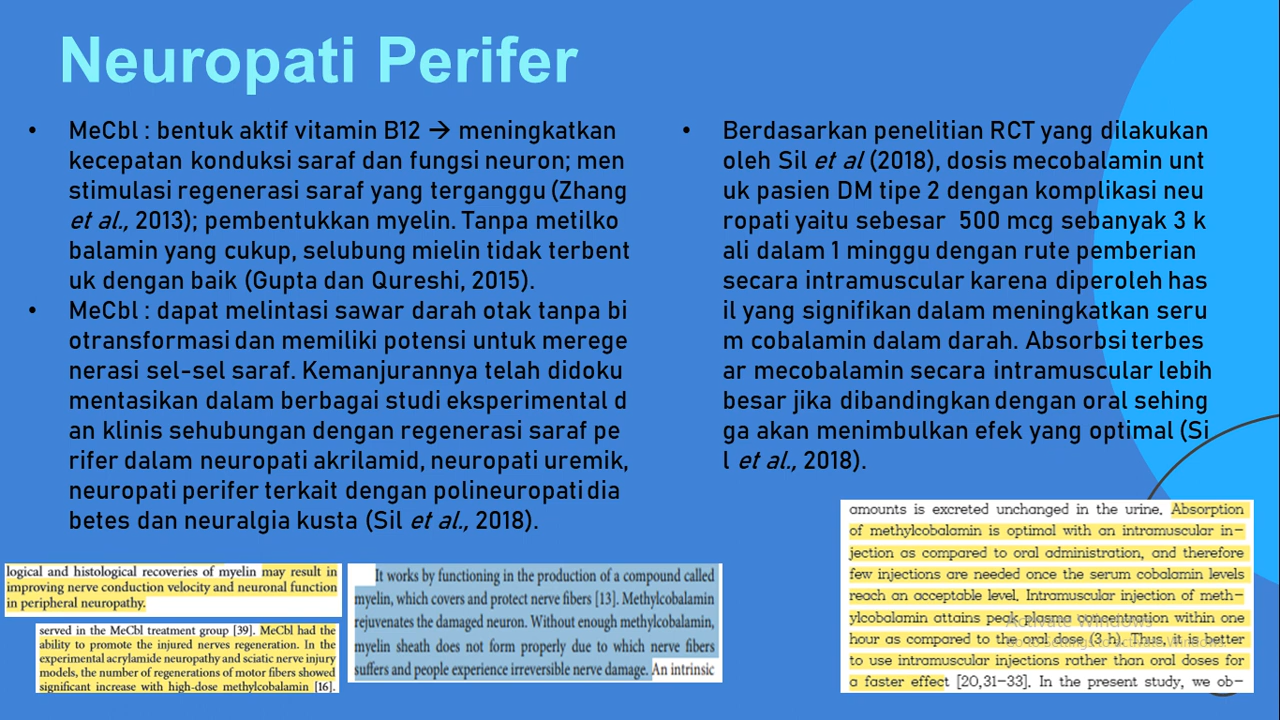 Neuropati Perifer
• MeCbl : bentuk aktif vitamin B12 → meningkatkan
kecepatan konduksi saraf dan fungsi neuron; men
stimulasi regenerasi saraf yang terganggu (Zhang
et al., 2013); pembentukkan myelin. Tanpa metilko
balamin yang cukup, selubung mielin tidak terbent
uk dengan baik (Gupta dan Qureshi, 2015).
• MeCbl : dapat melintasi sawar darah otak tanpa bi
otransformasi dan memiliki potensi untuk merege
nerasi sel-sel saraf. Kemanjurannya telah didoku
mentasikan dalam berbagai studi eksperimental d
an klinis sehubungan dengan regenerasi saraf pe
rifer dalam neuropati akrilamid, neuropati uremik,
neuropati perifer terkait dengan polineuropati dia
betes dan neuralgia kusta (Sil et al., 2018).
• Berdasarkan penelitian RCT yang dilakukan
oleh Sil et al (2018), dosis mecobalamin unt
uk pasien DM tipe 2 dengan komplikasi neu
ropati yaitu sebesar 500 mcg sebanyak 3 k
ali dalam 1 minggu dengan rute pemberian
secara intramuscular karena diperoleh has
il yang signifikan dalam meningkatkan seru
m cobalamin dalam darah. Absorbsi terbes
ar mecobalamin secara intramuscular lebih
besar jika dibandingkan dengan oral sehing
ga akan menimbulkan efek yang optimal (Si
l et al., 2018).
logical and histological recoveries of myelin may result in
improving nerve conduction velocity and neuronal function
in peripheral neuropathy.
served in the MeCbl treatment group [39]. MeCbl had the
ability to promote the injured nerves regeneration. In the
experimental acrylamide neuropathy and sciatic nerve injury
models, the number of regenerations of motor fibers showed
significant increase with high-dose methylcobalamin [16].
It works by functioning in the production of a compound called
myelin, which covers and protect nerve fibers [13]. Methylcobalamin
rejuvenates the damaged neuron. Without enough methylcobalamin,
myelin sheath does not form properly due to which nerve fibers
suffers and people experience irreversible nerve damage. An intrinsic
amounts is excreted unchanged in the urine. Absorption
of methylcobalamin is optimal with an intramuscular in-
jection as compared to oral administration, and therefore
few injections are needed once the serum cobalamin levels
reach an acceptable level. Intramuscular injection of meth-
ylcobalamin attains peak plasma concentration within one
hour as compared to the oral dose (3 h). Thus, it is better
to use intramuscular injections rather than oral doses for
a faster effect [20,31-33]. In the present study, we ob-
Activate Windows
Go to Settings to activate Windows.